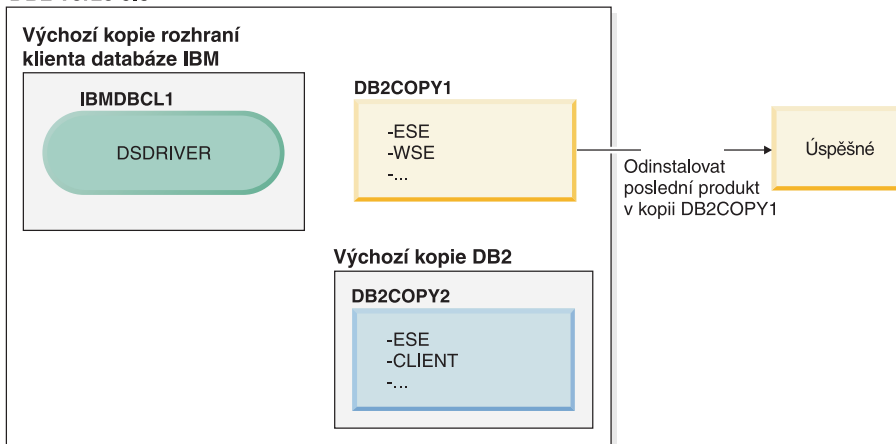 Výchozí kopie rozhraní
klienta databáze IBM
IBMDBCL1
DSDRIVER
DB2COPY1
-ESE
-WSE
-...
Odinstalovat
poslední produkt
v kopii DB2COPY1
Úspěšné
Výchozí kopie DB2
DB2COPY2
-ESE
-CLIENT
-...